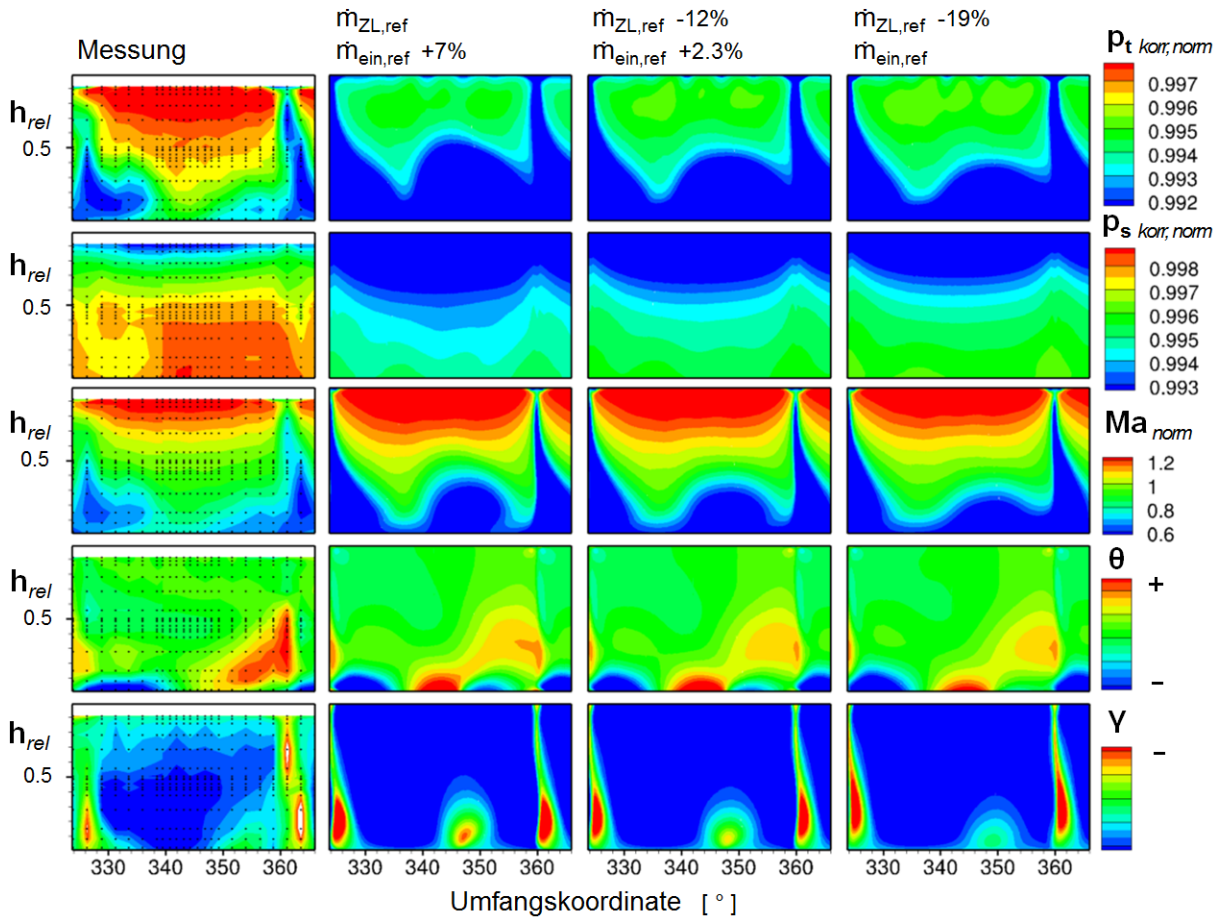 Messung
ṁZL,ref
ṁein,ref +7%
ṁZL,ref -12%
ṁein,ref +2.3%
ṁZL,ref -19%
ṁein,ref
hrel
0.5
pt korr,norm
0.997
0.996
0.995
0.994
0.993
0.992
hrel
0.5
ps korr,norm
0.998
0.997
0.996
0.995
0.994
0.993
hrel
0.5
Ma norm
1.2
1
0.8
0.6
hrel
0.5
θ
+
−
hrel
0.5
γ
−
330 340 350 360 330 340 350 360 330 340 350 360 330 340 350 360
Umfangskoordinate [ ° ]